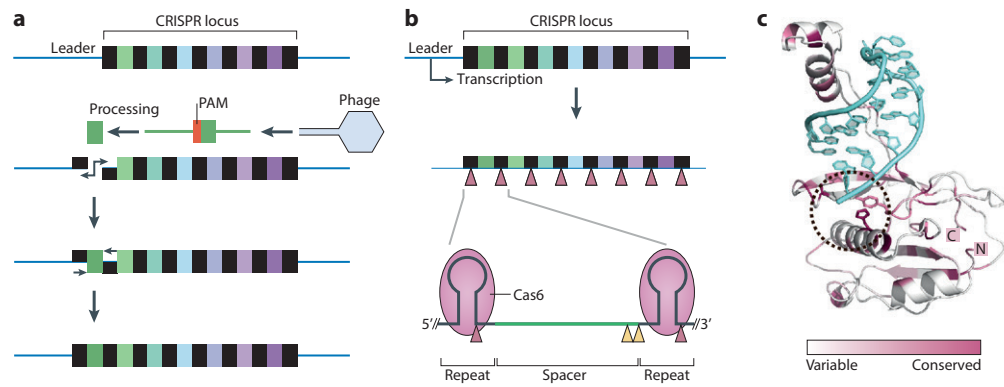 a
CRISPR locus
Leader
Processing
PAM
Phage
b
CRISPR locus
Leader
Transcription
Cas6
5′//
//3′
Repeat
Spacer
Repeat
c
C
N
Variable
Conserved